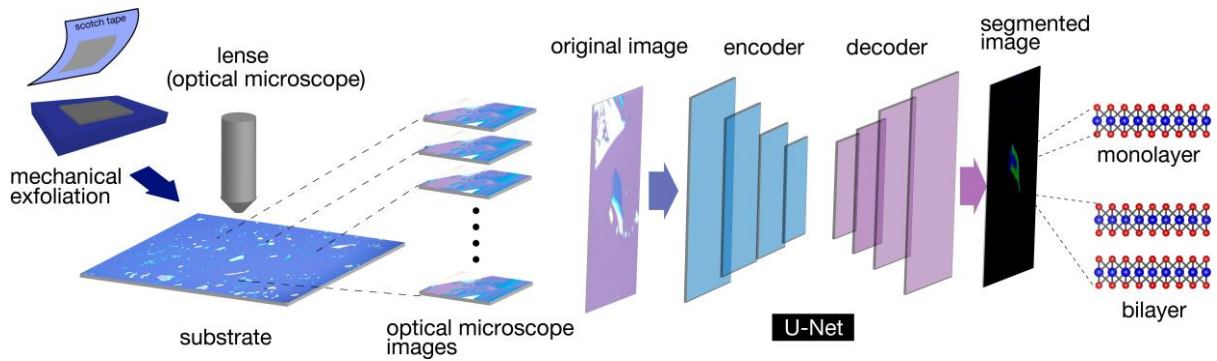 scotch tape
lense
(optical microscope)
mechanical
exfoliation
substrate
optical microscope
images
original image
encoder
decoder
U-Net
segmented
image
monolayer
bilayer